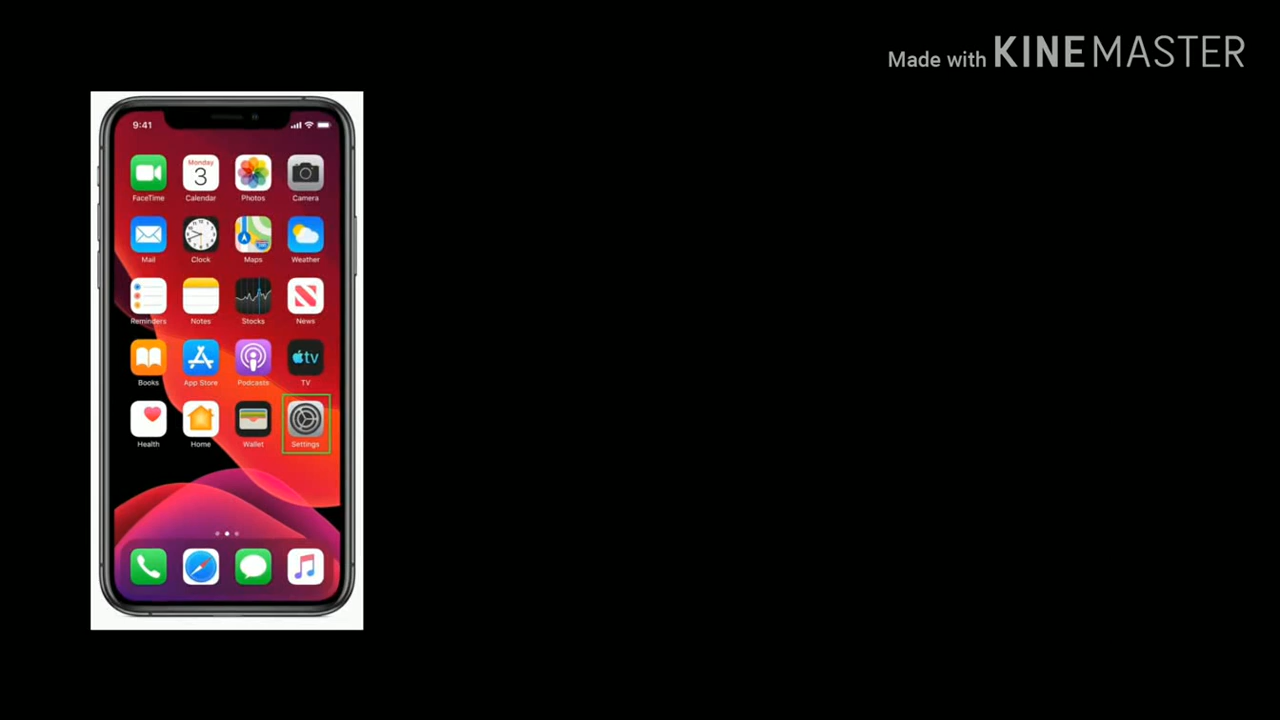 Made with KINEMASTER
9:41
Monday
3
FaceTime Calendar Photos Camera
Mail Clock Maps Weather
Reminders Notes Stocks News
tv
Books App Store Podcasts TV
Health Home Wallet Settings